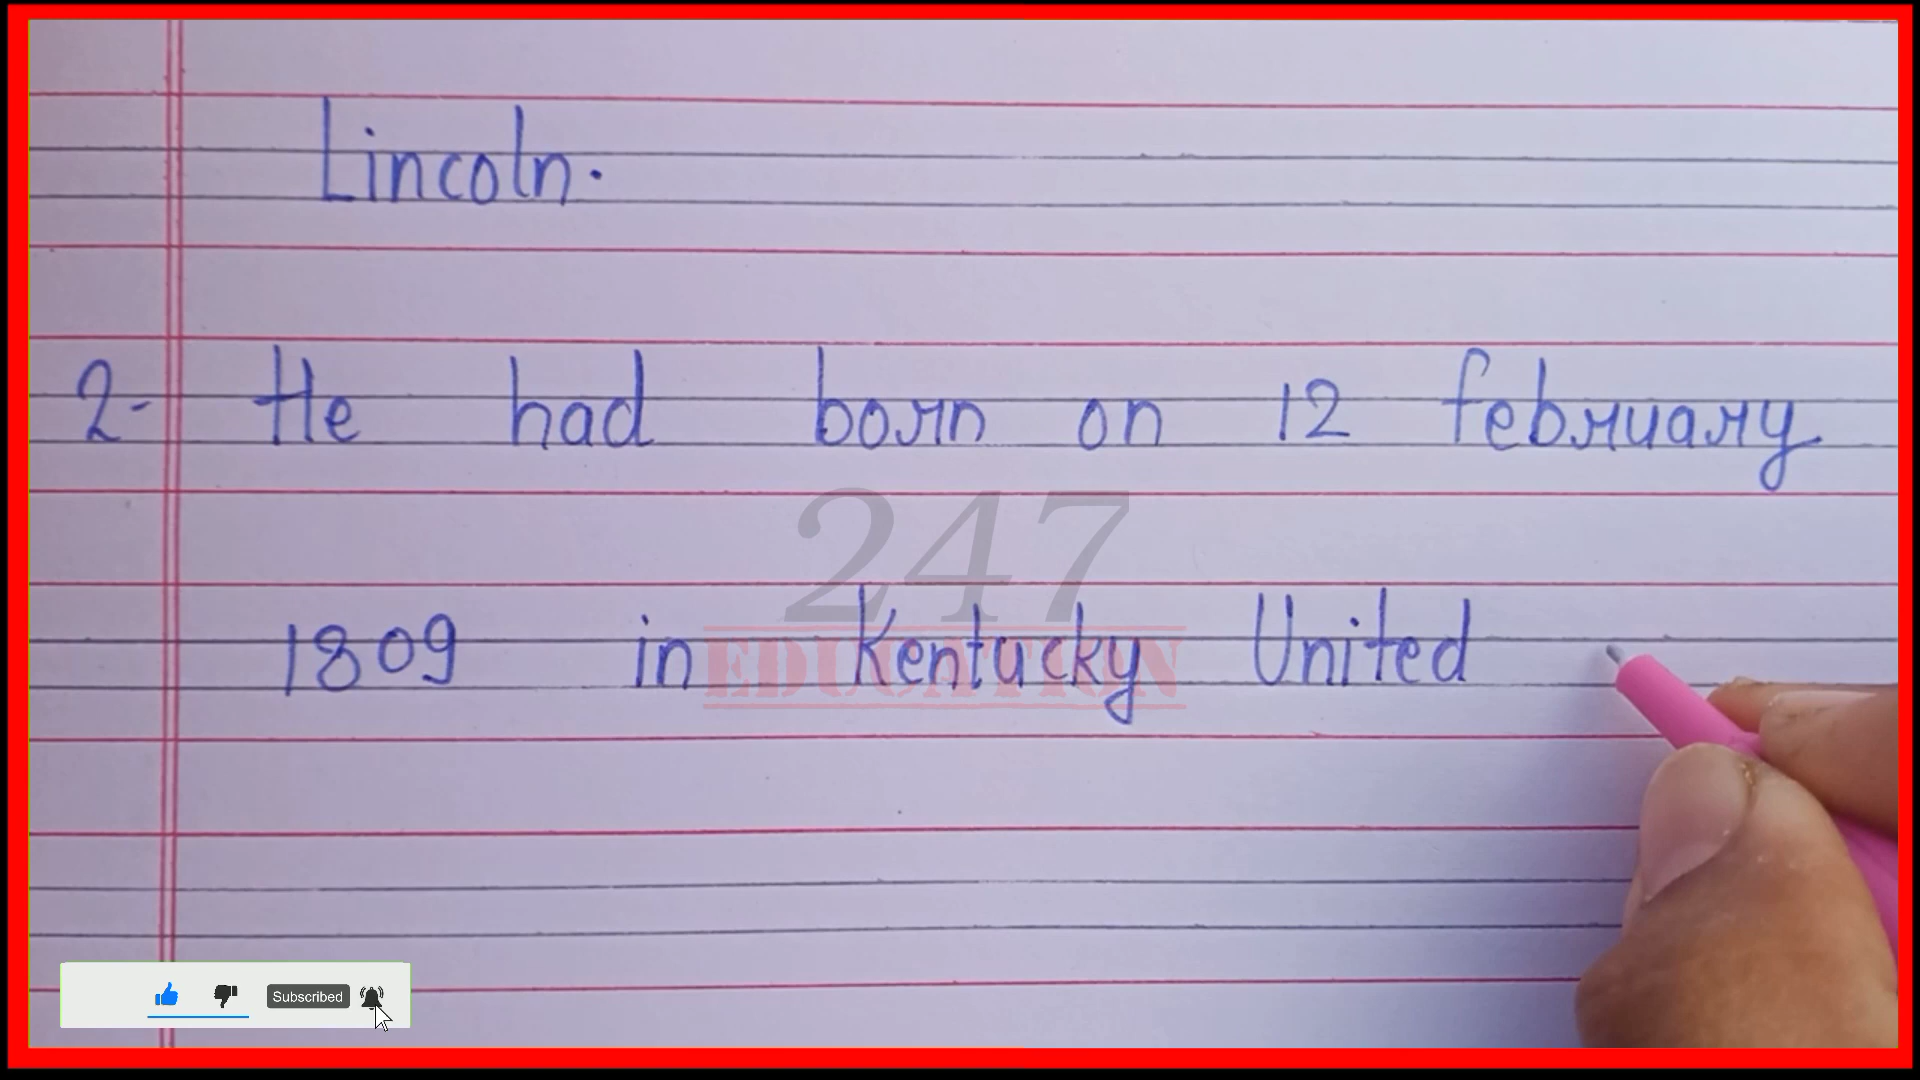 Lincoln.
2- He had born on 12 february
247
1809 in Kentucky United
EDUCATION
Subscribed